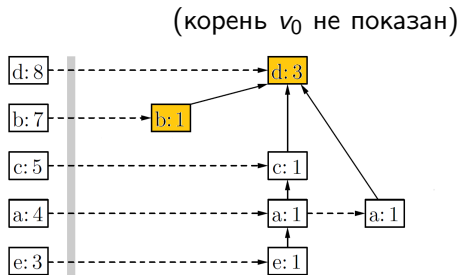 (корень v₀ не показан)
d: 8 d: 3
b: 7 b: 1
c: 5 c: 1
a: 4 a: 1 a: 1
e: 3 e: 1